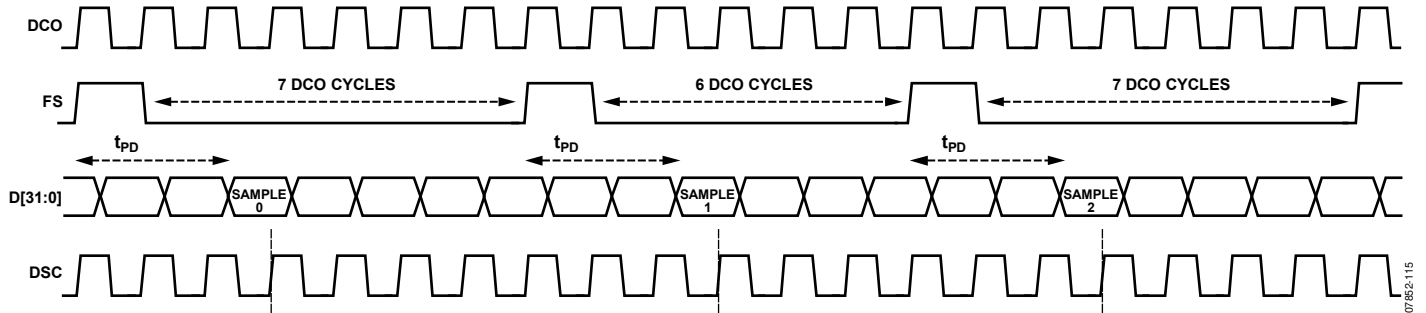 DCO
7 DCO CYCLES
6 DCO CYCLES
7 DCO CYCLES
FS
tPD
tPD
tPD
D[31:0]
SAMPLE
0
SAMPLE
1
SAMPLE
2
DSC
07852-115